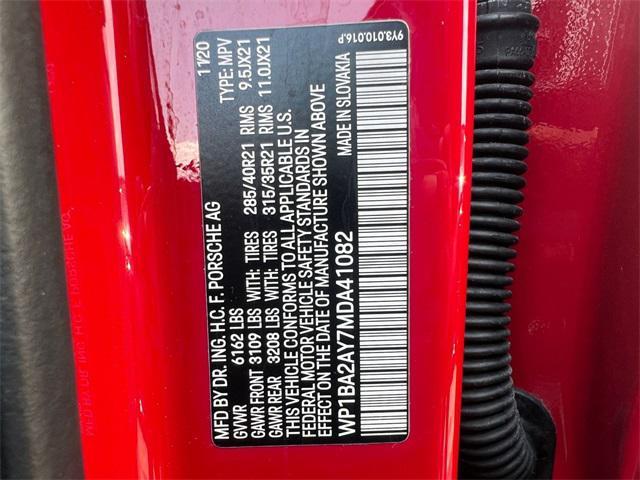 MFD BY DR. ING. H.C. F. PORSCHE AG 11/20
GVWR 6162 LBS TYPE: MPV
GAWR FRONT 3109 LBS WITH: TIRES 285/40R21 RIMS 9.5JX21
GAWR REAR 3208 LBS WITH: TIRES 315/35R21 RIMS 11.0JX21
THIS VEHICLE CONFORMS TO ALL APPLICABLE U.S.
FEDERAL MOTOR VEHICLE SAFETY STANDARDS IN
EFFECT ON THE DATE OF MANUFACTURE SHOWN ABOVE
WP1BA2AY7MDA41082 MADE IN SLOVAKIA
9Y3.010.016.P